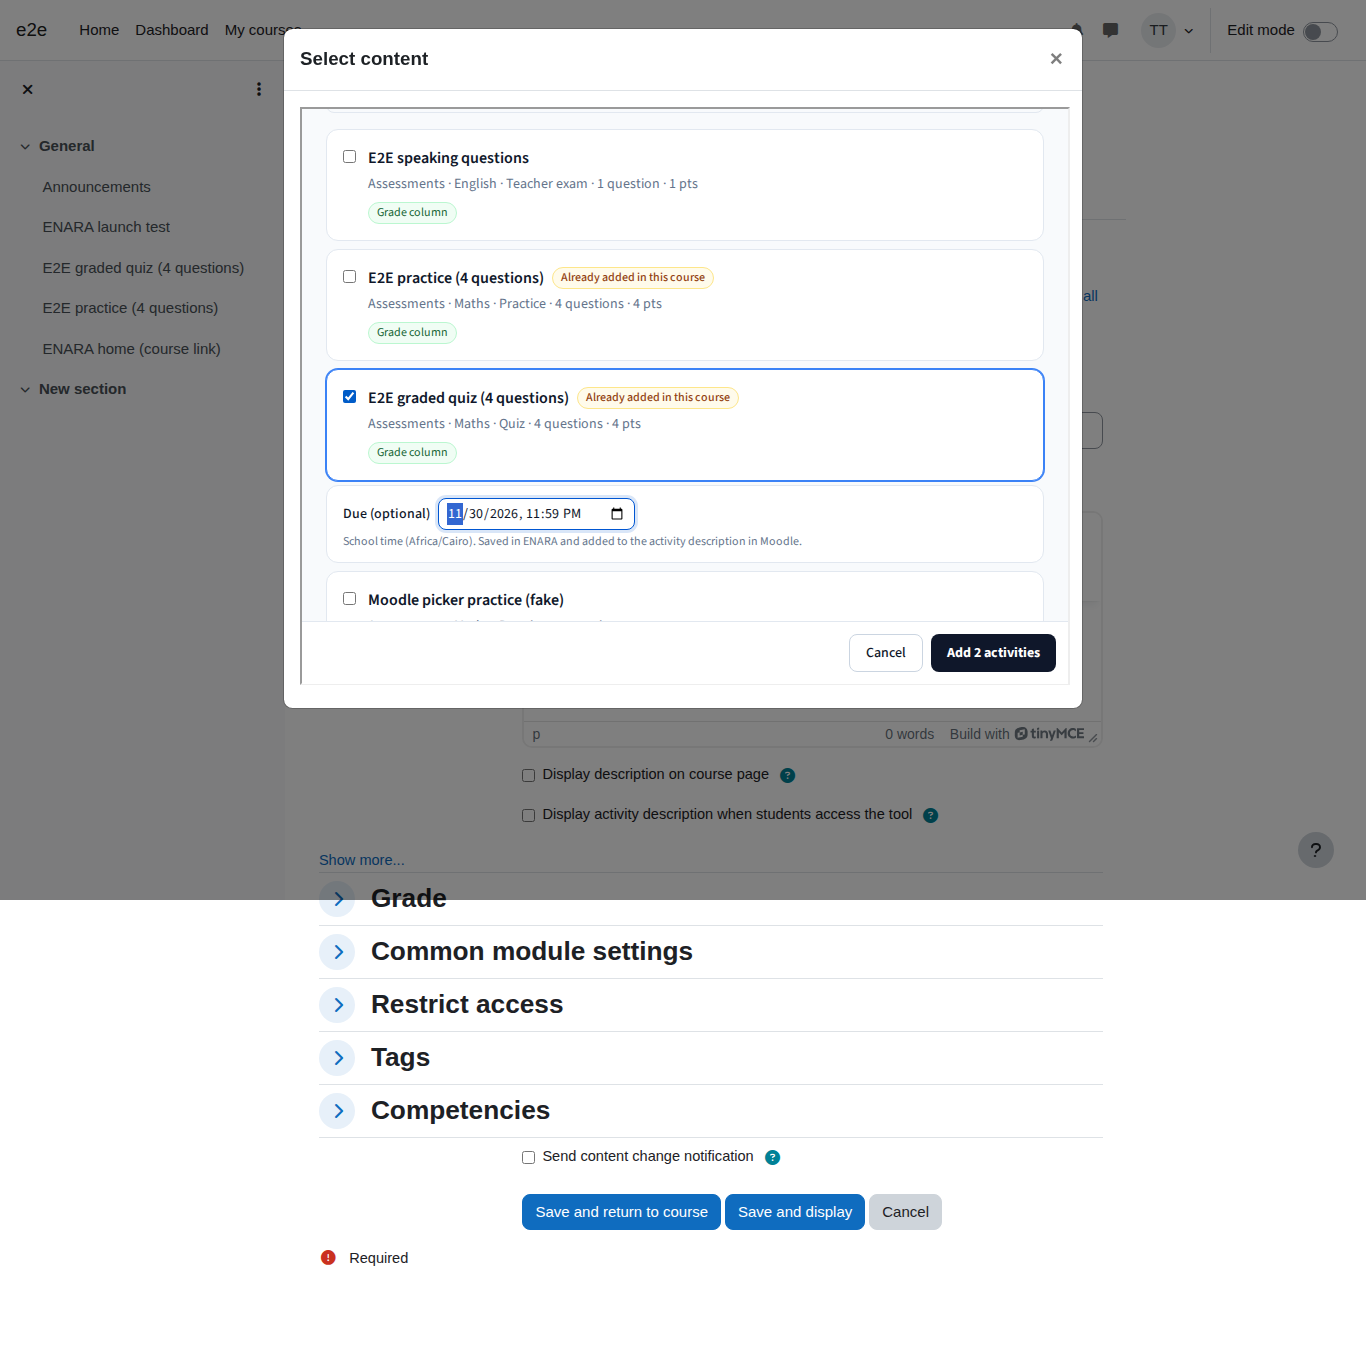 e2e Home Dashboard My courses TT Edit mode
Select content ×
General
Announcements
ENARA launch test
E2E graded quiz (4 questions)
E2E practice (4 questions)
ENARA home (course link)
New section
E2E speaking questions
Assessments · English · Teacher exam · 1 question · 1 pts
Grade column
E2E practice (4 questions) Already added in this course
Assessments · Maths · Practice · 4 questions · 4 pts
Grade column
all
E2E graded quiz (4 questions) Already added in this course
Assessments · Maths · Quiz · 4 questions · 4 pts
Grade column
Due (optional) 11/30/2026, 11:59 PM
School time (Africa/Cairo). Saved in ENARA and added to the activity description in Moodle.
Moodle picker practice (fake)
Cancel Add 2 activities
p 0 words Build with tinyMCE
Display description on course page ?
Display activity description when students access the tool ?
?
Show more...
Grade
Common module settings
Restrict access
Tags
Competencies
Send content change notification ?
Save and return to course Save and display Cancel
! Required